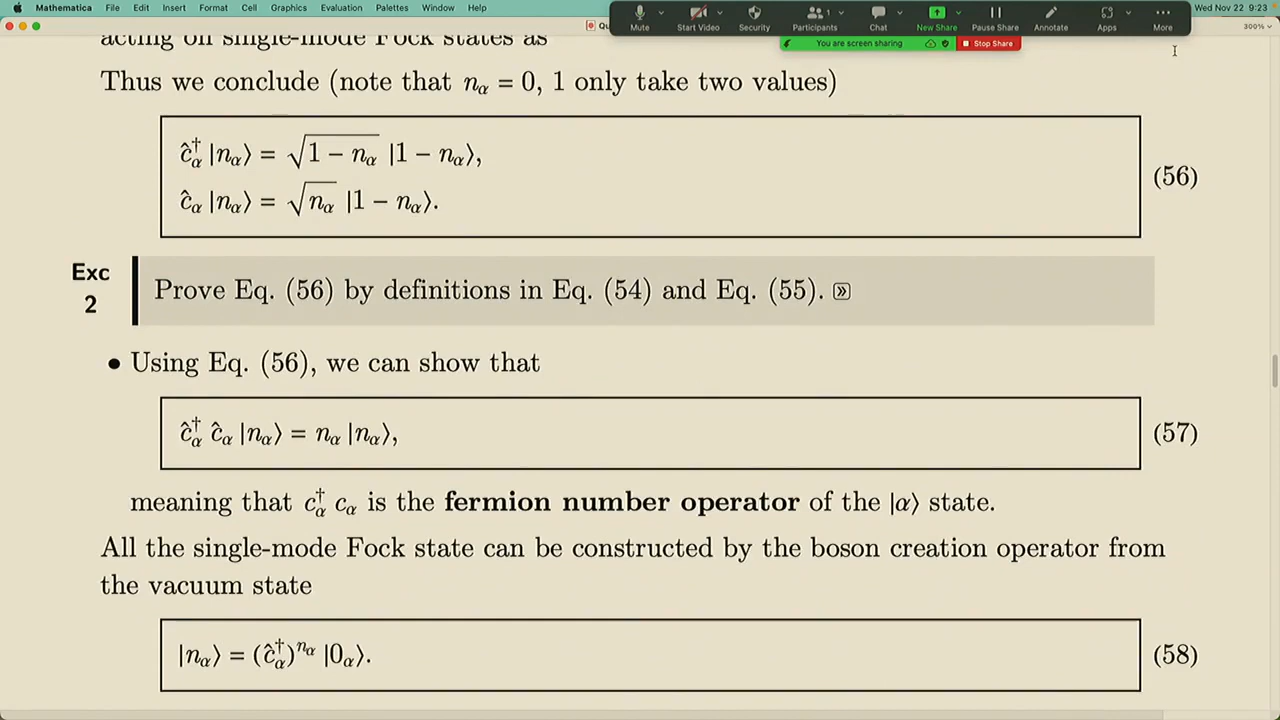 Mathematica File Edit Insert Format Cell Graphics Evaluation Palettes Window Help
Wed Nov 22 9:23
Mute Start Video Security Participants 1 Chat New Share Pause Share Annotate Apps More
You are screen sharing Stop Share
300%
acting on single-mode Fock states as
Thus we conclude (note that n_α = 0, 1 only take two values)
ĉ_α^† |n_α⟩ = √(1 − n_α) |1 − n_α⟩,
ĉ_α |n_α⟩ = √(n_α) |1 − n_α⟩.
(56)
Exc
2
Prove Eq. (56) by definitions in Eq. (54) and Eq. (55). »
• Using Eq. (56), we can show that
ĉ_α^† ĉ_α |n_α⟩ = n_α |n_α⟩,
(57)
meaning that c_α^† c_α is the fermion number operator of the |α⟩ state.
All the single-mode Fock state can be constructed by the boson creation operator from
the vacuum state
|n_α⟩ = (ĉ_α^†)^{n_α} |0_α⟩.
(58)